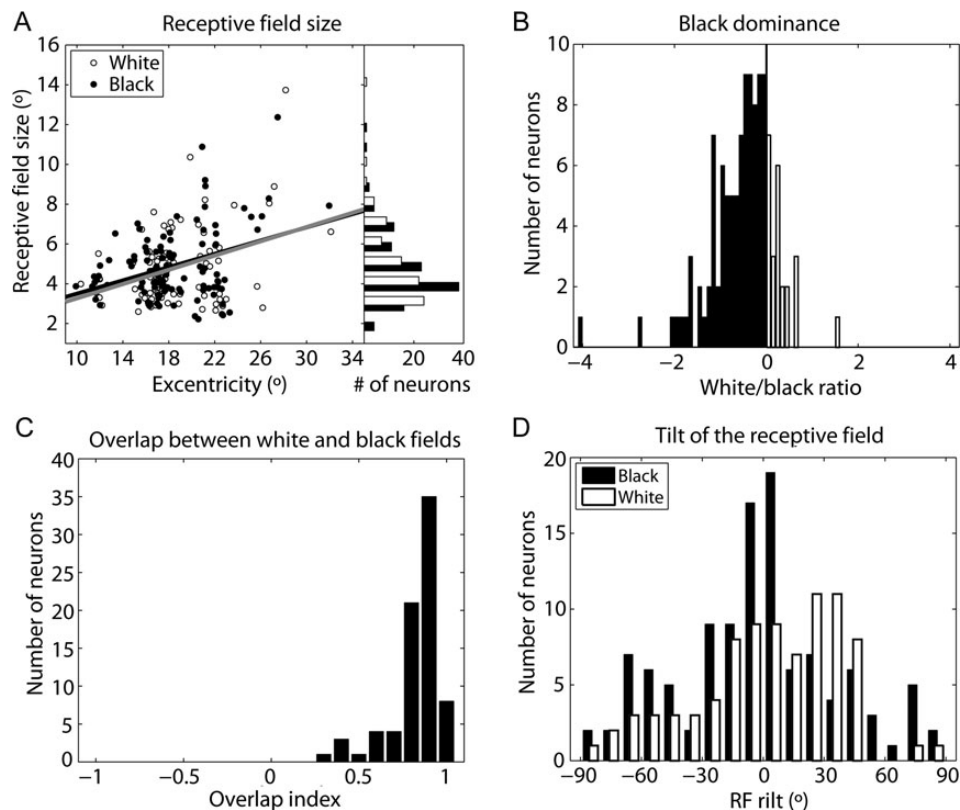 A
Receptive field size
Receptive field size (º)
16
14
12
10
8
6
4
2
White
Black
10 14 18 22 26 30 34 20 40
Excentricity (º) # of neurons
B
Black dominance
Number of neurons
10
8
6
4
2
0
−4 −2 0 2 4
White/black ratio
C
Overlap between white and black fields
Number of neurons
40
35
30
25
20
15
10
5
0
−1 −0.5 0 0.5 1
Overlap index
D
Tilt of the receptive field
Number of neurons
20
15
10
5
0
Black
White
−90 −60 −30 0 30 60 90
RF rilt (º)